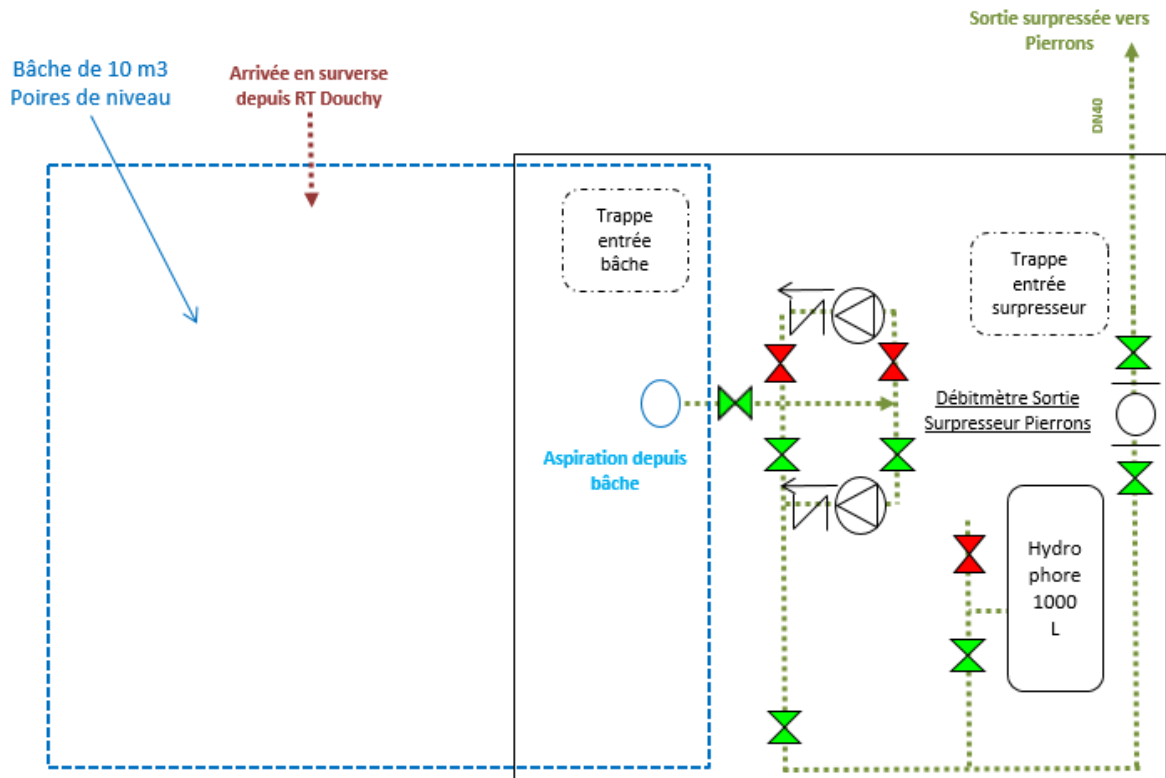 Sortie surpressée vers
Pierrons
Bâche de 10 m3
Poires de niveau
Arrivée en surverse
depuis RT Douchy
DN40
Trappe
entrée
bâche
Trappe
entrée
surpresseur
Débitmètre Sortie
Surpresseur Pierrons
Aspiration depuis
bâche
Hydro
phore
1000
L